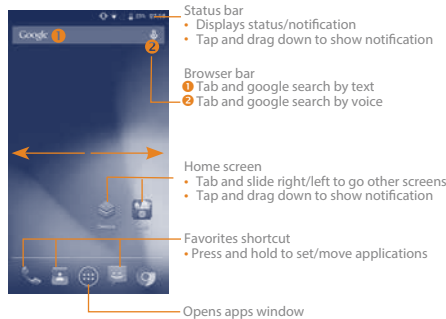 Status bar
• Displays status/notification
• Tap and drag down to show notification
Google 1
2
Browser bar
1 Tab and google search by text
2 Tab and google search by voice
Home screen
• Tab and slide right/left to go other screens
• Tap and drag down to show notification
Favorites shortcut
• Press and hold to set/move applications
Opens apps window